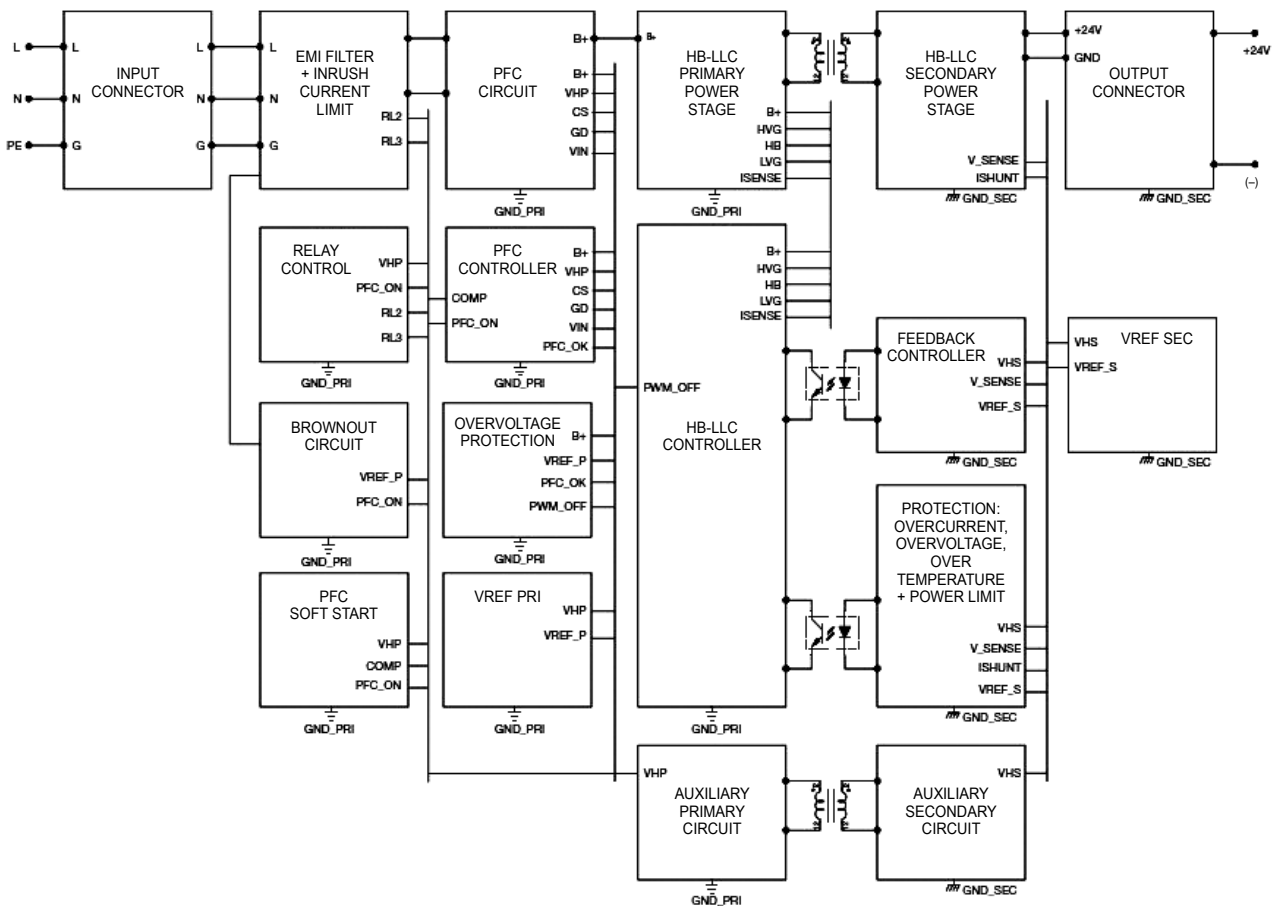 L
N
PE
L
N
G
INPUT
CONNECTOR
L
N
G
L
N
G
EMI FILTER
+ INRUSH
CURRENT
LIMIT
RL2
RL3
PFC
CIRCUIT
B+
B+
VHP
CS
GD
VIN
GND_PRI
B+
HB-LLC
PRIMARY
POWER
STAGE
B+
HVG
HB
LVG
ISENSE
GND_PRI
HB-LLC
SECONDARY
POWER
STAGE
V_SENSE
ISHUNT
GND_SEC
+24V
GND
OUTPUT
CONNECTOR
GND_SEC
+24V
(–)
RELAY
CONTROL
VHP
PFC_ON
RL2
RL3
GND_PRI
PFC
CONTROLLER
COMP
PFC_ON
B+
VHP
CS
GD
VIN
PFC_OK
GND_PRI
B+
HVG
HB
LVG
ISENSE
PWM_OFF
HB-LLC
CONTROLLER
GND_PRI
FEEDBACK
CONTROLLER
VHS
V_SENSE
VREF_S
GND_SEC
VHS
VREF_S
VREF SEC
GND_SEC
BROWNOUT
CIRCUIT
VREF_P
PFC_ON
GND_PRI
OVERVOLTAGE
PROTECTION
B+
VREF_P
PFC_OK
PWM_OFF
GND_PRI
PROTECTION:
OVERCURRENT,
OVERVOLTAGE,
OVER
TEMPERATURE
+ POWER LIMIT
VHS
V_SENSE
ISHUNT
VREF_S
GND_SEC
PFC
SOFT START
VHP
COMP
PFC_ON
GND_PRI
VREF PRI
VHP
VREF_P
GND_PRI
VHP
AUXILIARY
PRIMARY
CIRCUIT
GND_PRI
VHS
AUXILIARY
SECONDARY
CIRCUIT
GND_SEC